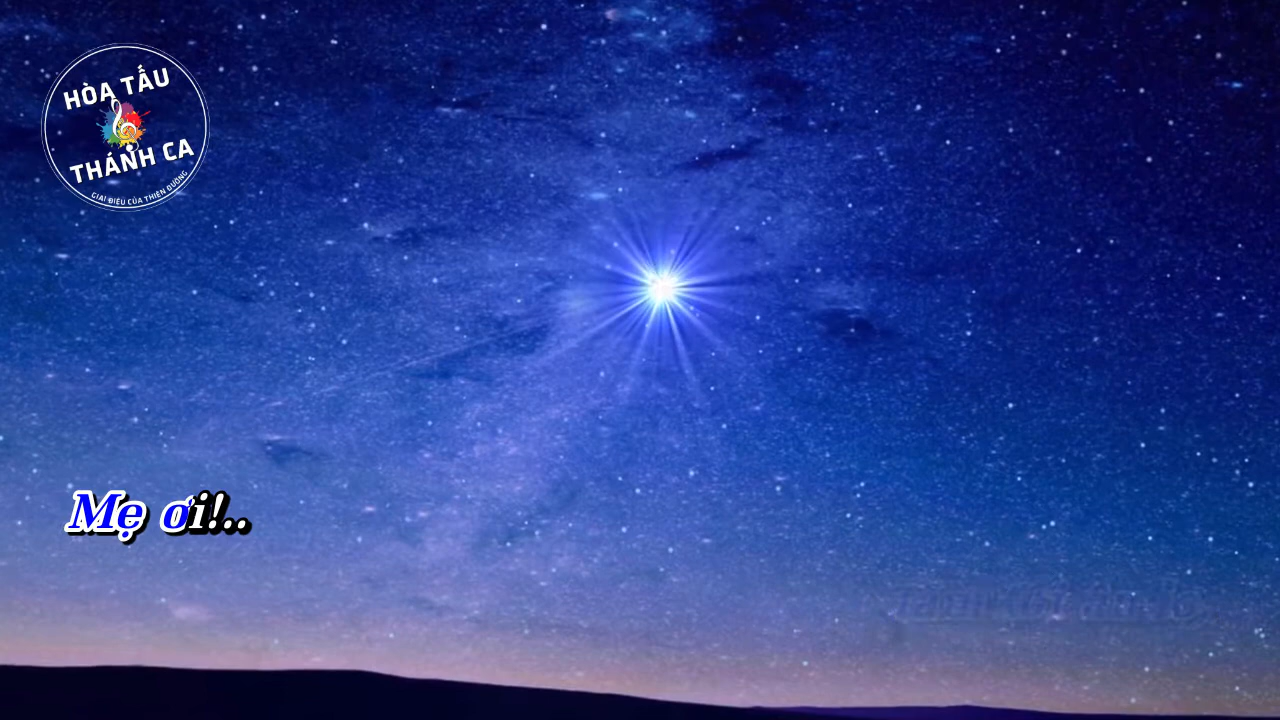 HÒA TẤU
THÁNH CA
GIAI ĐIỆU CỦA THIÊN ĐƯỜNG
Mẹ ơi!..